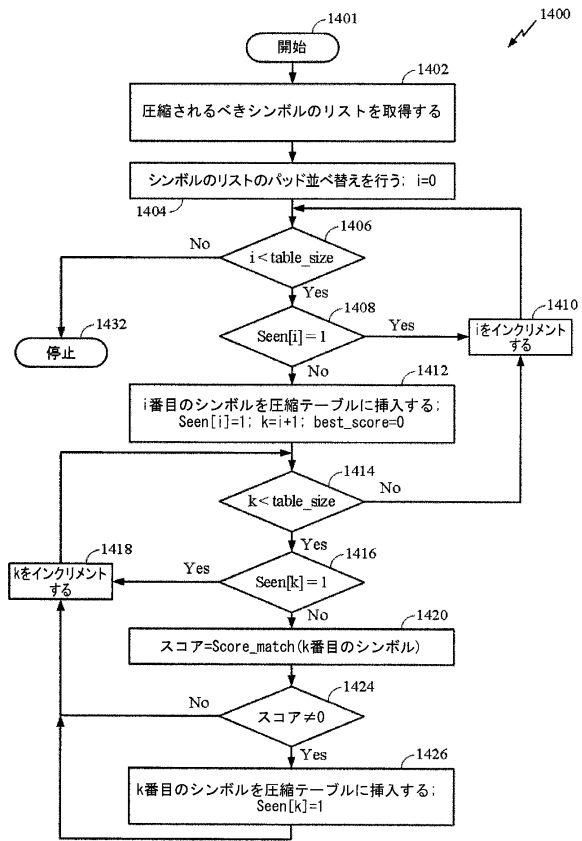 1400
1401
開始
1402
圧縮されるべきシンボルのリストを取得する
シンボルのリストのパッド並べ替えを行う; i=0
1404
1406
No
i < table_size
Yes
1408
Seen[i] = 1
Yes
1410
iをインクリメント
する
1432
停止
No
1412
i番目のシンボルを圧縮テーブルに挿入する;
Seen[i]=1; k=i+1; best_score=0
1414
k < table_size
No
Yes
1416
1418
kをインクリメント
する
Yes
Seen[k] = 1
No
1420
スコア=Score_match(k番目のシンボル)
1424
No
スコア≠0
Yes
1426
k番目のシンボルを圧縮テーブルに挿入する;
Seen[k]=1